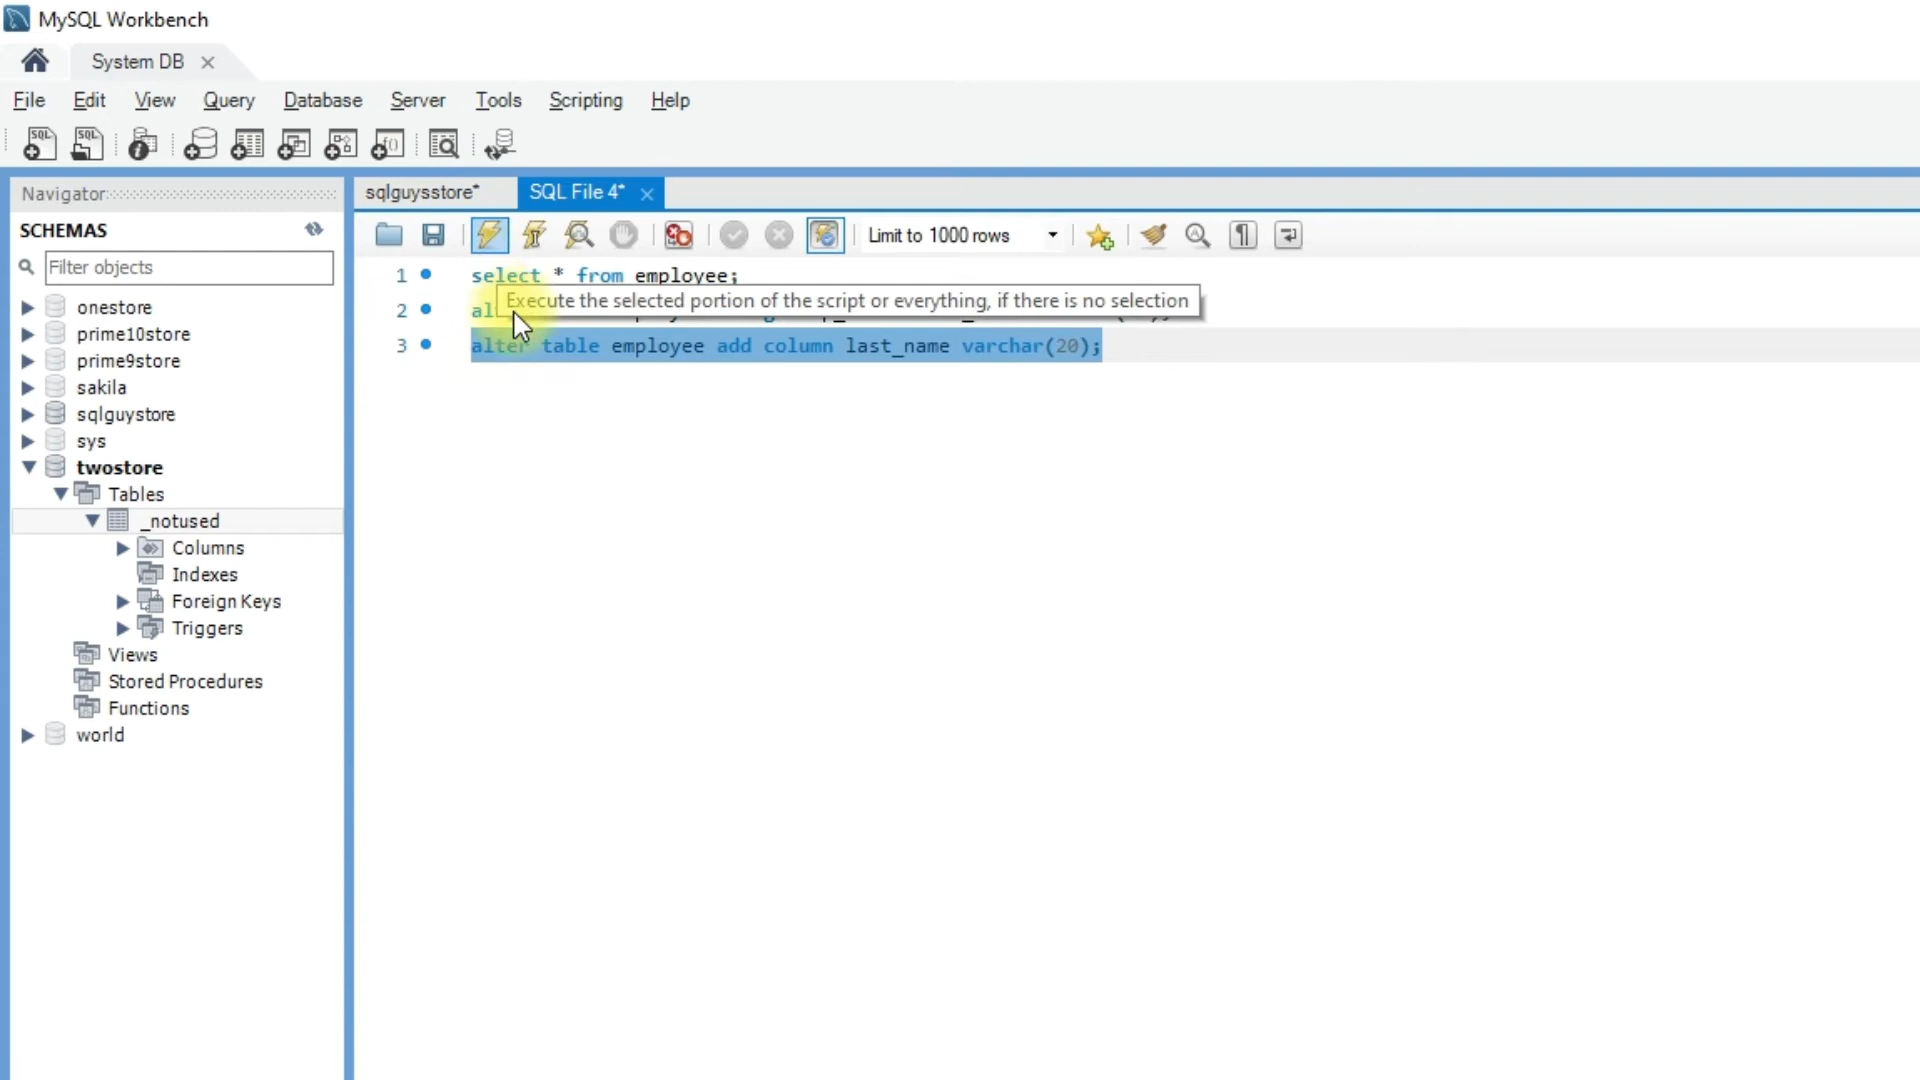 MySQL Workbench
System DB
File Edit View Query Database Server Tools Scripting Help
SQL SQL
Navigator
SCHEMAS
Filter objects
onestore
prime10store
prime9store
sakila
sqlguystore
sys
twostore
Tables
_notused
Columns
Indexes
Foreign Keys
Triggers
Views
Stored Procedures
Functions
world
sqlguysstore* SQL File 4*
Limit to 1000 rows
1 select * from employee;
Execute the selected portion of the script or everything, if there is no selection
2 al
3 alter table employee add column last_name varchar(20);